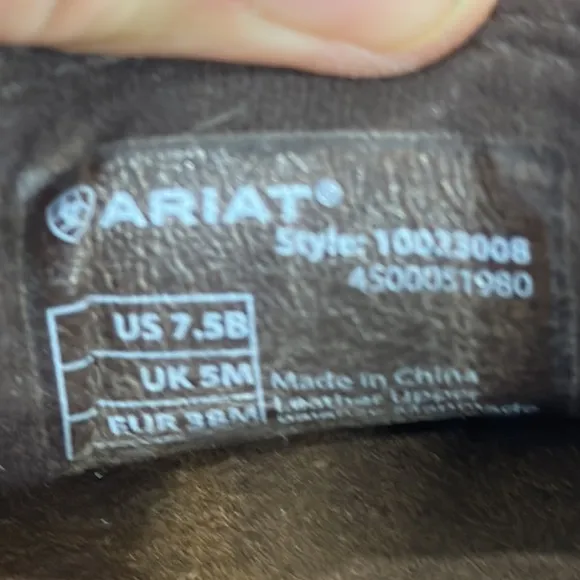 ARIAT®
Style: 10023008
4500051980
US 7.5B
UK 5M
EUR 38M
Made in China
Leather Upper